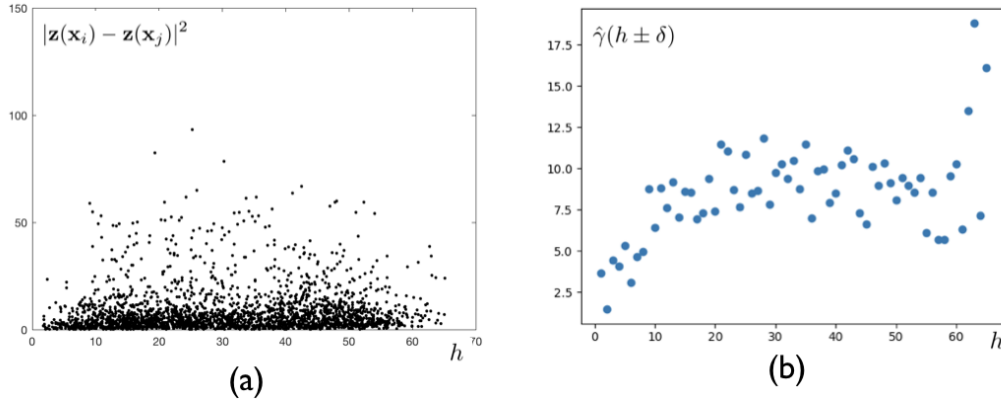 150
100
50
0
|z(x_i) − z(x_j)|^2
0 10 20 30 40 50 60 70
h
(a)
17.5
15.0
12.5
10.0
7.5
5.0
2.5
γ̂(h ± δ)
0 10 20 30 40 50 60
h
(b)